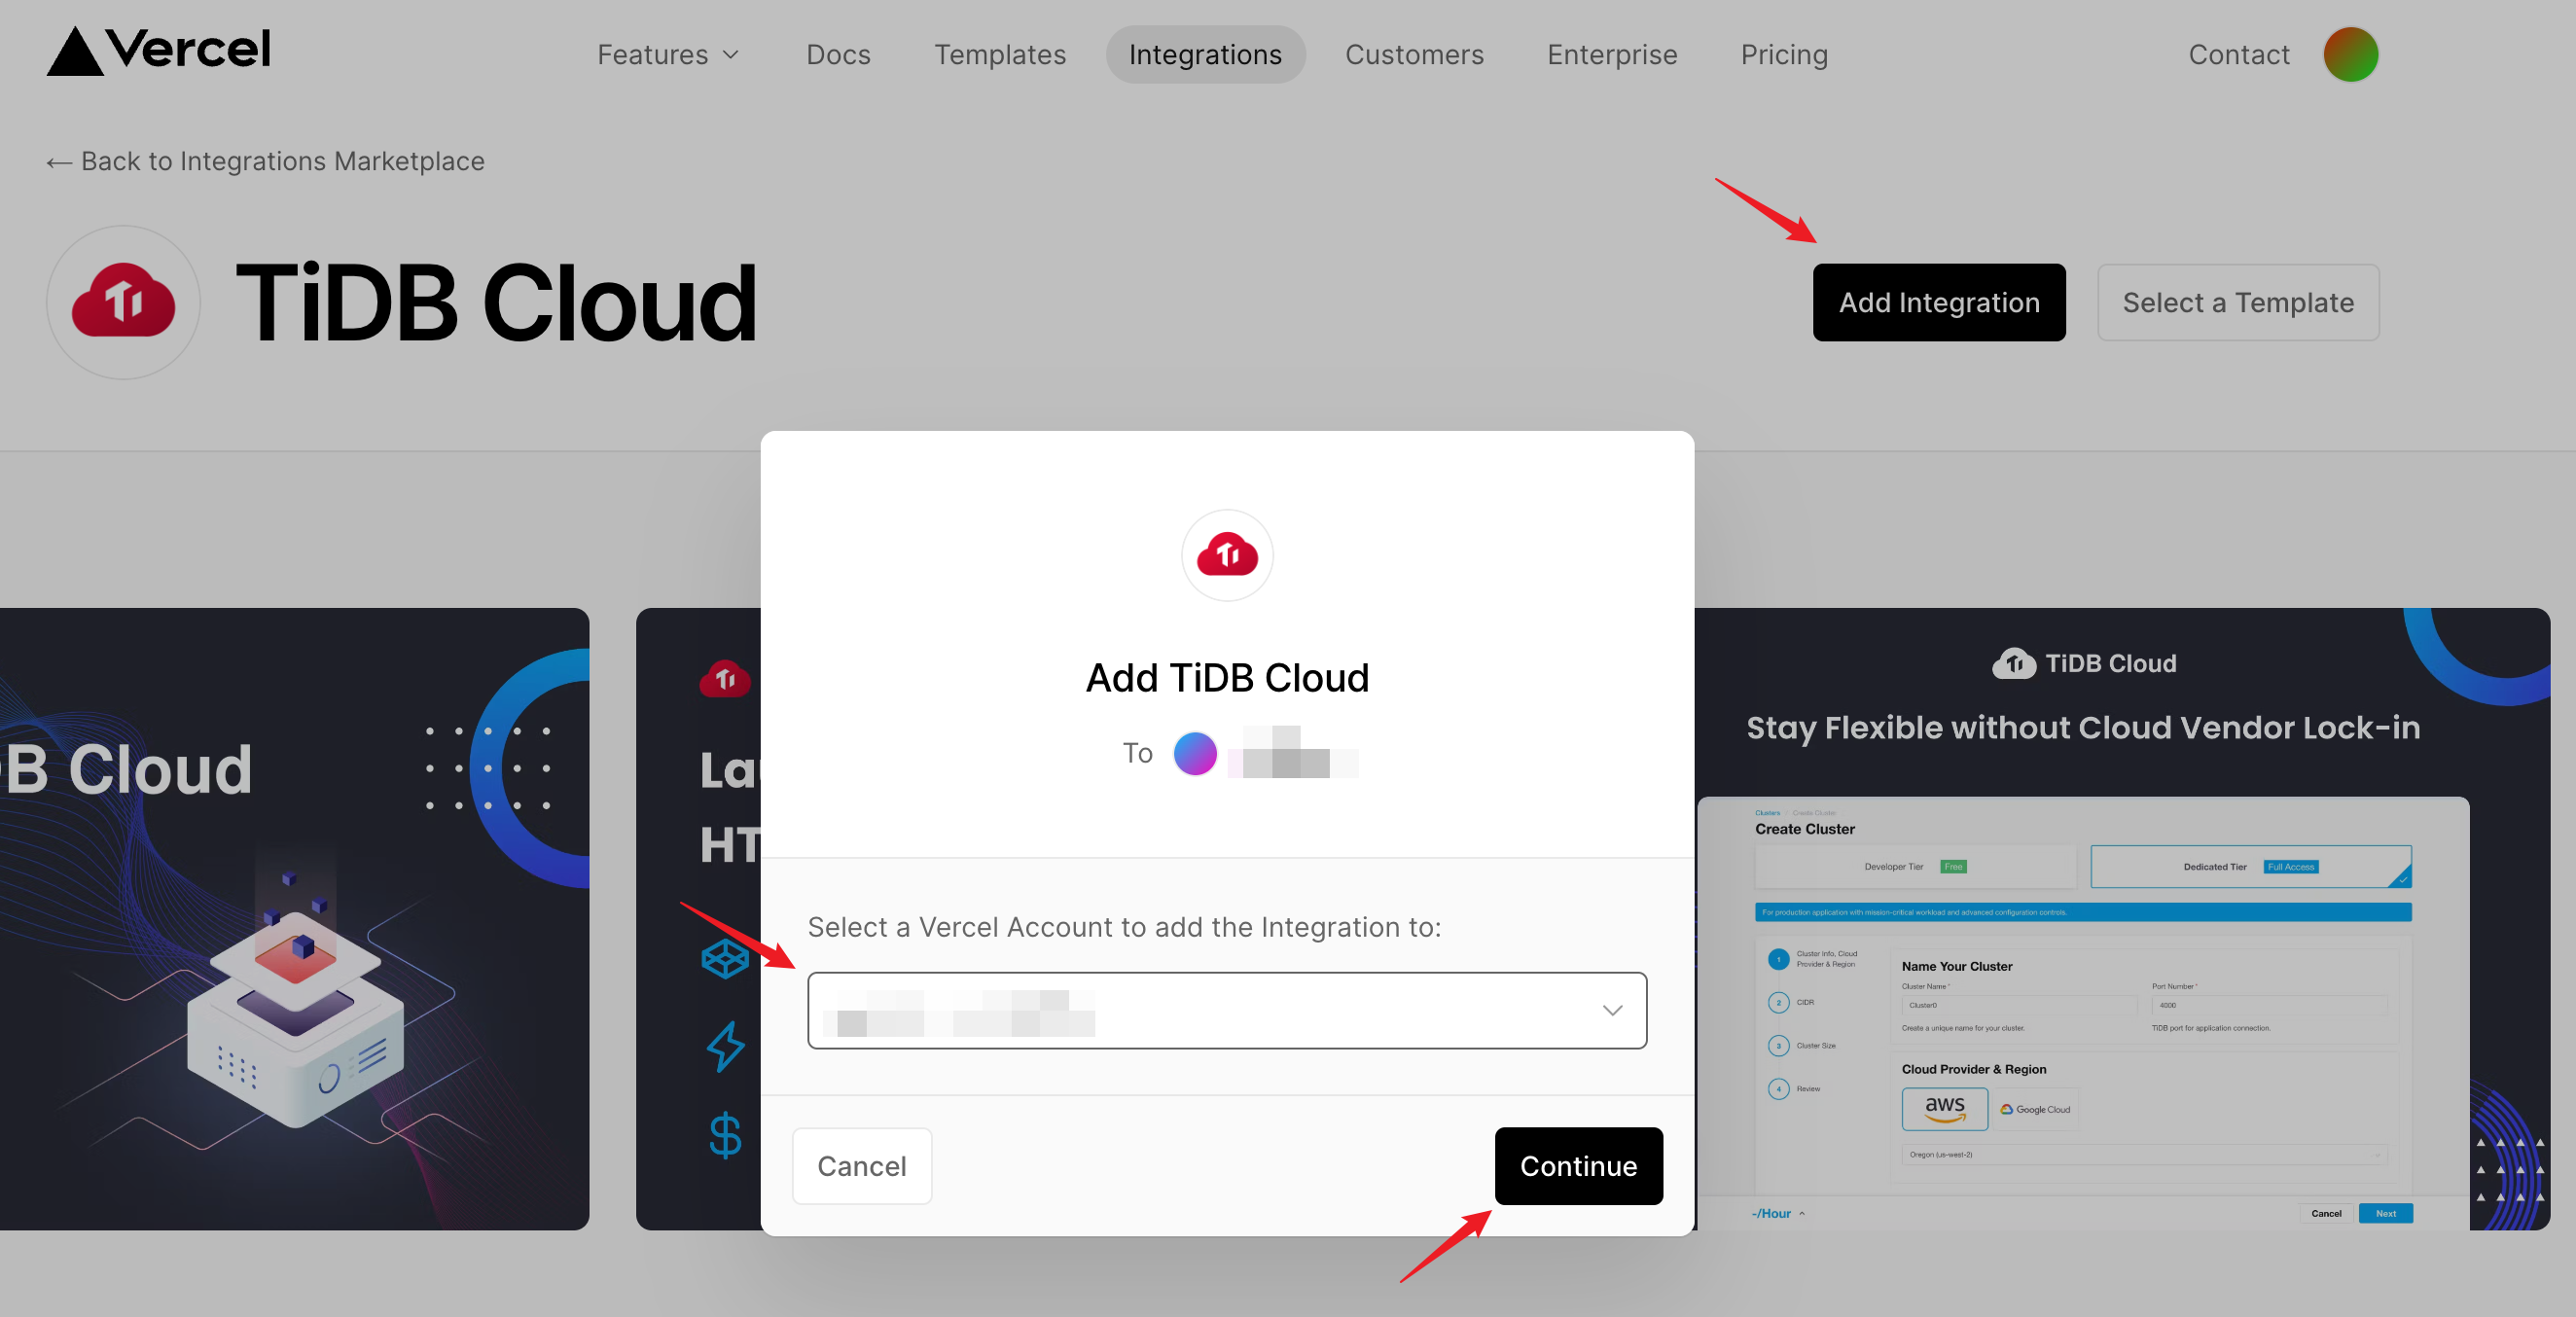 Vercel
Features
Docs
Templates
Integrations
Customers
Enterprise
Pricing
Contact
← Back to Integrations Marketplace
TiDB Cloud
Add Integration
Select a Template
Add TiDB Cloud
To
Select a Vercel Account to add the Integration to:
Cancel
Continue
B Cloud
La
HT
TiDB Cloud
Stay Flexible without Cloud Vendor Lock-in
Clusters / Create Cluster
Create Cluster
Developer Tier Free
Dedicated Tier Full Access
For production application with mission-critical workload and advanced configuration controls.
1 Cluster Info, Cloud
Provider & Region
2 CIDR
3 Cluster Size
4 Review
Name Your Cluster
Cluster Name *
Port Number *
Cluster0
4000
Create a unique name for your cluster.
TiDB port for application connection.
Cloud Provider & Region
aws
Google Cloud
Oregon (us-west-2)
-/Hour
Cancel
Next